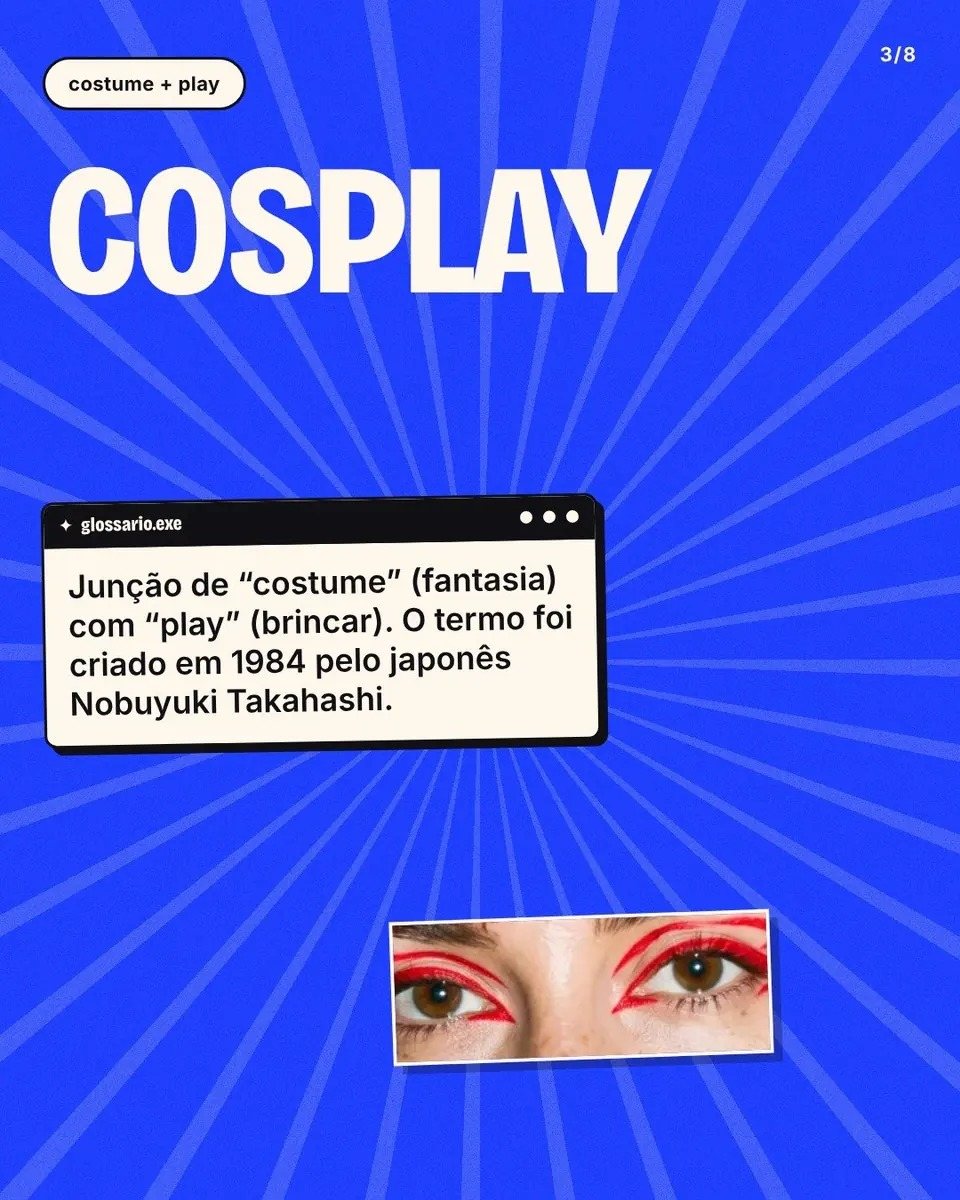 3/8
costume + play
COSPLAY
✦ glossario.exe
Junção de “costume” (fantasia)
com “play” (brincar). O termo foi
criado em 1984 pelo japonês
Nobuyuki Takahashi.